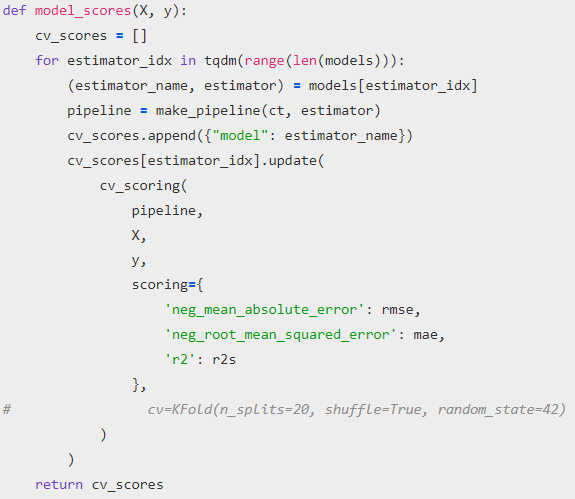 def model_scores(X, y):
    cv_scores = []
    for estimator_idx in tqdm(range(len(models))):
        (estimator_name, estimator) = models[estimator_idx]
        pipeline = make_pipeline(ct, estimator)
        cv_scores.append({"model": estimator_name})
        cv_scores[estimator_idx].update(
            cv_scoring(
                pipeline,
                X,
                y,
                scoring={
                    'neg_mean_absolute_error': rmse,
                    'neg_root_mean_squared_error': mae,
                    'r2': r2s
                },
#                 cv=KFold(n_splits=20, shuffle=True, random_state=42)
            )
        )
    return cv_scores